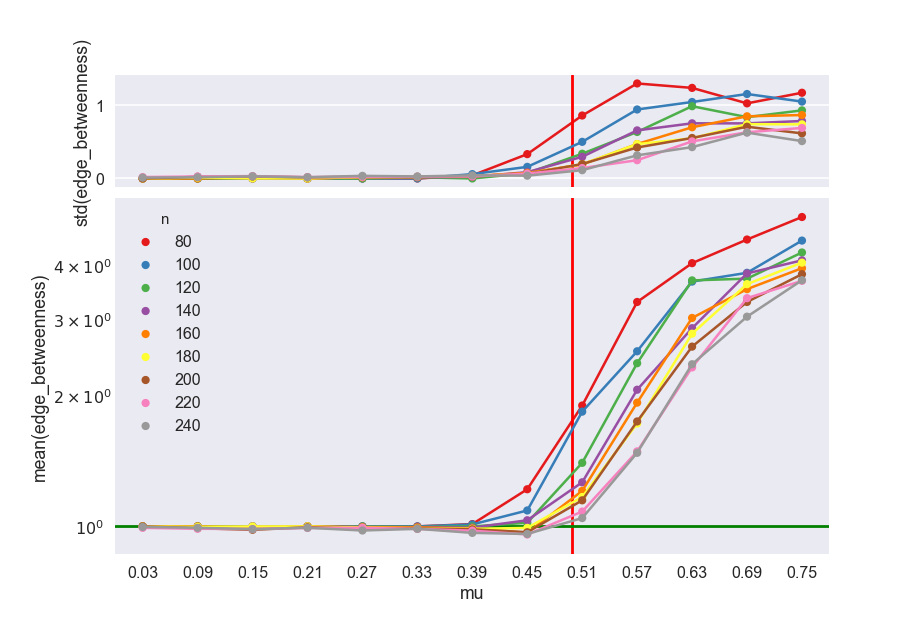 std(edge_betweenness)
1
0
mean(edge_betweenness)
n
80
100
120
140
160
180
200
220
240
4 × 10⁰
3 × 10⁰
2 × 10⁰
10⁰
0.03 0.09 0.15 0.21 0.27 0.33 0.39 0.45 0.51 0.57 0.63 0.69 0.75
mu